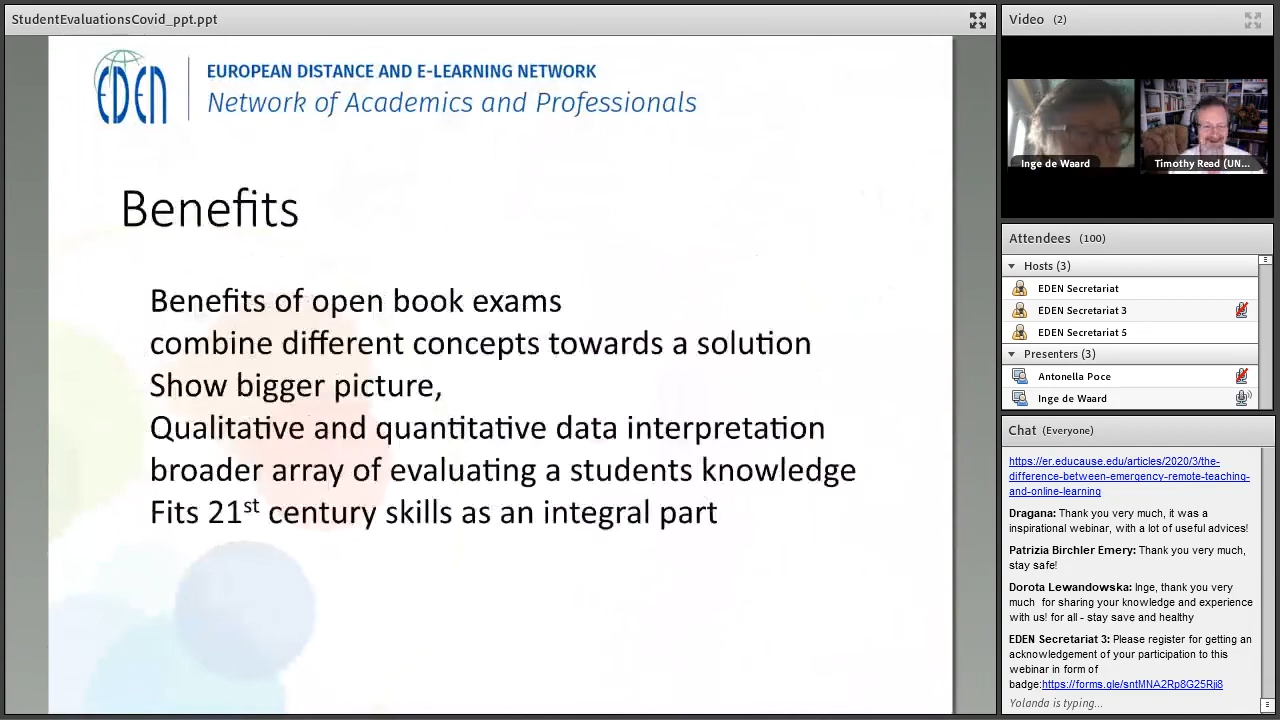 StudentEvaluationsCovid_ppt.ppt
EDEN
EUROPEAN DISTANCE AND E-LEARNING NETWORK
Network of Academics and Professionals
Benefits
Benefits of open book exams
combine different concepts towards a solution
Show bigger picture,
Qualitative and quantitative data interpretation
broader array of evaluating a students knowledge
Fits 21st century skills as an integral part
Video (2)
Inge de Waard
Timothy Read (UN...
Attendees (100)
Hosts (3)
EDEN Secretariat
EDEN Secretariat 3
EDEN Secretariat 5
Presenters (3)
Antonella Poce
Inge de Waard
Chat (Everyone)
https://er.educause.edu/articles/2020/3/the-
difference-between-emergency-remote-teaching-
and-online-learning
Dragana: Thank you very much, it was a
inspirational webinar, with a lot of useful advices!
Patrizia Birchler Emery: Thank you very much,
stay safe!
Dorota Lewandowska: Inge, thank you very
much for sharing your knowledge and experience
with us! for all - stay save and healthy
EDEN Secretariat 3: Please register for getting an
acknowledgement of your participation to this
webinar in form of
badge:https://forms.gle/sntMNA2Rp8G25Rji8
Yolanda is typing...